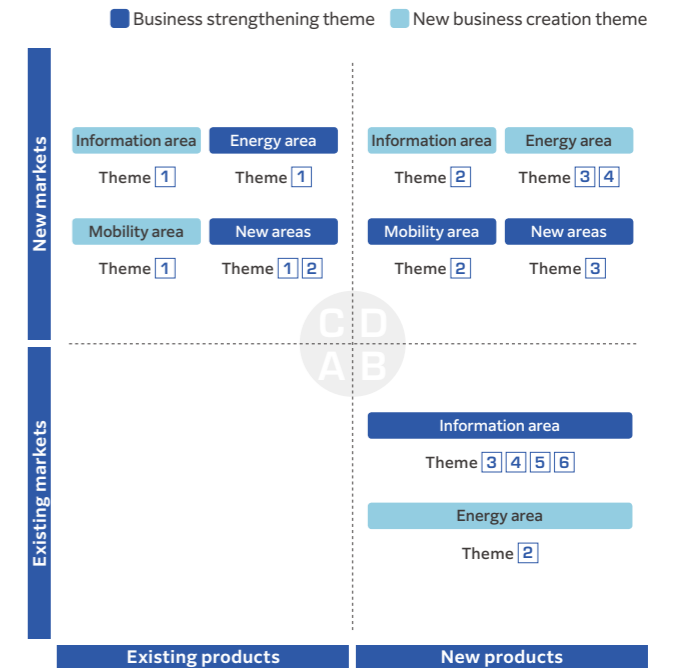 Business strengthening theme New business creation theme
New markets
Information area Energy area Information area Energy area
Theme 1 Theme 1 Theme 2 Theme 3 4
Mobility area New areas Mobility area New areas
Theme 1 Theme 1 2 Theme 2 Theme 3
C D
A B
Existing markets
Information area
Theme 3 4 5 6
Energy area
Theme 2
Existing products New products